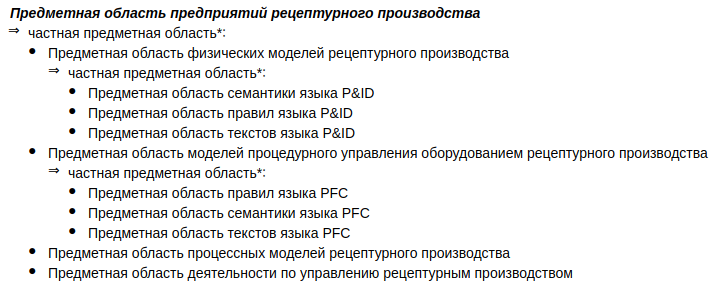 Предметная область предприятий рецептурного производства
⇒ частная предметная область*:
● Предметная область физических моделей рецептурного производства
⇒ частная предметная область*:
● Предметная область семантики языка P&ID
● Предметная область правил языка P&ID
● Предметная область текстов языка P&ID
● Предметная область моделей процедурного управления оборудованием рецептурного производства
⇒ частная предметная область*:
● Предметная область правил языка PFC
● Предметная область семантики языка PFC
● Предметная область текстов языка PFC
● Предметная область процессных моделей рецептурного производства
● Предметная область деятельности по управлению рецептурным производством